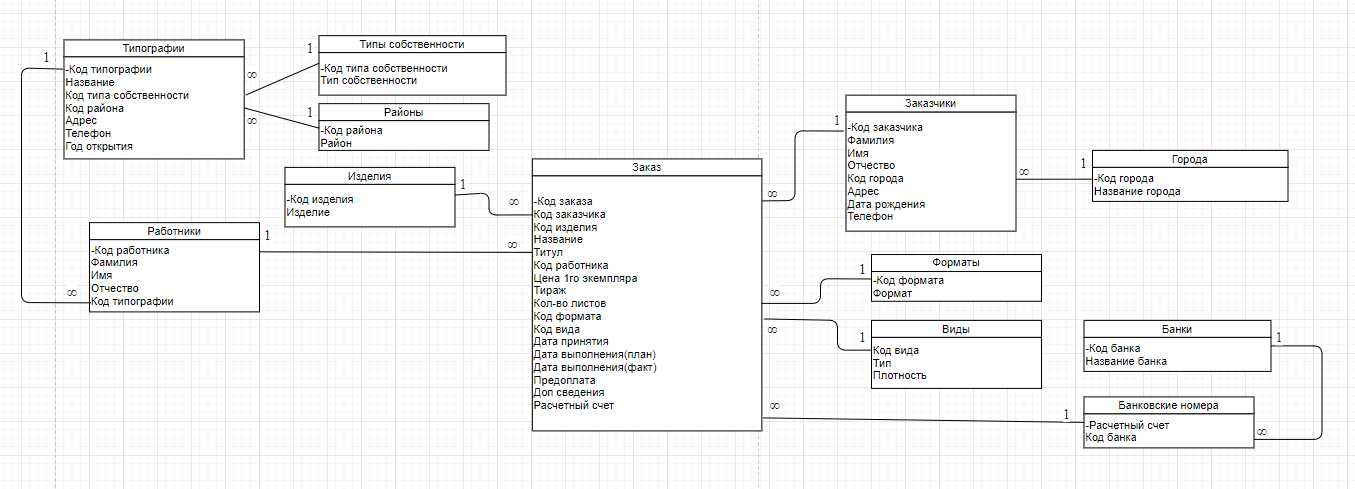 Типографии
-Код типографии
Название
Код типа собственности
Код района
Адрес
Телефон
Год открытия
1
∞
∞
1
Типы собственности
-Код типа собственности
Тип собственности
1
Районы
-Код района
Район
Изделия
-Код изделия
Изделие
1
∞
Работники
-Код работника
Фамилия
Имя
Отчество
Код типографии
1
∞
∞
Заказ
-Код заказа
Код заказчика
Код изделия
Название
Титул
Код работника
Цена 1го экземпляра
Тираж
Кол-во листов
Код формата
Код вида
Дата принятия
Дата выполнения(план)
Дата выполнения(факт)
Предоплата
Доп сведения
Расчетный счет
∞
∞
∞
∞
1
Заказчики
-Код заказчика
Фамилия
Имя
Отчество
Код города
Адрес
Дата рождения
Телефон
∞
1
Города
-Код города
Название города
1
Форматы
-Код формата
Формат
1
Виды
Код вида
Тип
Плотность
Банки
-Код банка
Название банка
1
1
Банковские номера
-Расчетный счет
Код банка
∞